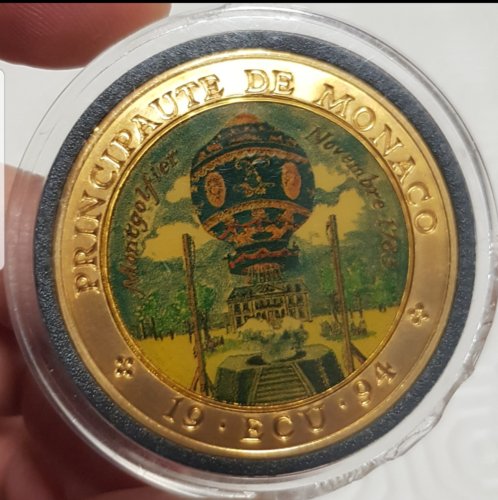 PRINCIPAUTE DE MONACO
Montgolfier
Novembre 1783
19 · ECU · 94